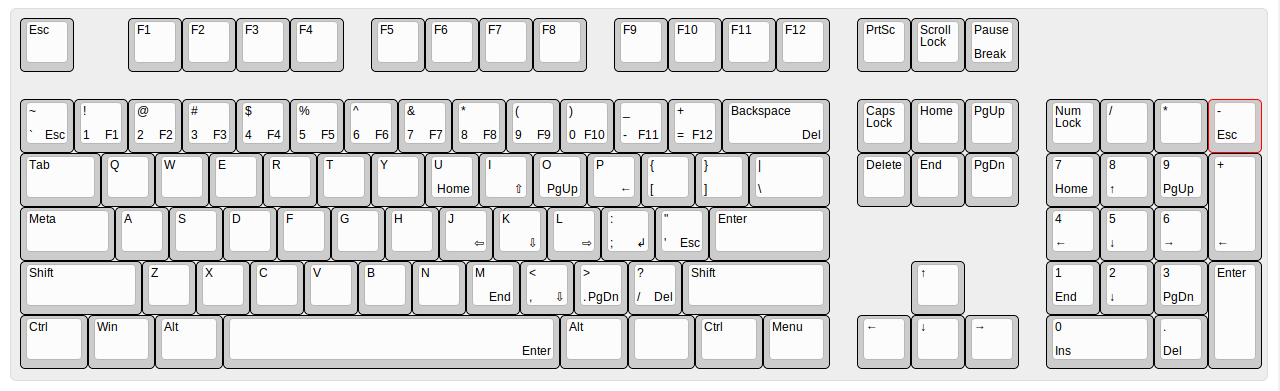 Esc F1 F2 F3 F4 F5 F6 F7 F8 F9 F10 F11 F12 PrtSc Scroll Pause
Lock
Break
~ ! @ # $ % ^ & * ( ) _ + Backspace Caps Home PgUp Num / * -
Lock Lock
` Esc 1 F1 2 F2 3 F3 4 F4 5 F5 6 F6 7 F7 8 F8 9 F9 0 F10 - F11 = F12 Del Esc
Tab Q W E R T Y U I O P { } | Delete End PgDn 7 8 9 +
Home ⇧ PgUp ← [ ] \ Home ↑ PgUp
Meta A S D F G H J K L : " Enter 4 5 6
⇦ ⇩ ⇨ ; ↲ ' Esc ← ↓ → ←
Shift Z X C V B N M < > ? Shift ↑ 1 2 3 Enter
End , ⇩ . PgDn / Del End ↓ PgDn
Ctrl Win Alt Alt Ctrl Menu ← ↓ → 0 .
Enter Ins Del